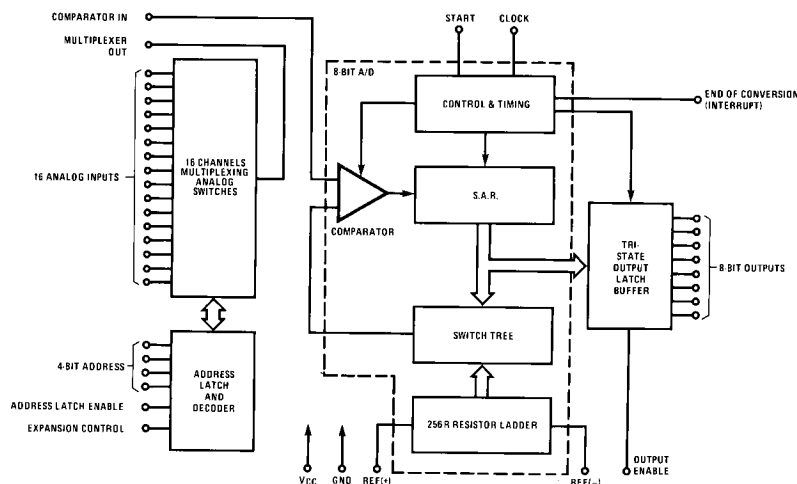 COMPARATOR IN
MULTIPLEXER
OUT
START
CLOCK
8-BIT A/D
CONTROL & TIMING
END OF CONVERSION
(INTERRUPT)
16 ANALOG INPUTS
16 CHANNELS
MULTIPLEXING
ANALOG
SWITCHES
S.A.R.
COMPARATOR
TRI-
STATE
OUTPUT
LATCH
BUFFER
8-BIT OUTPUTS
SWITCH TREE
4-BIT ADDRESS
ADDRESS
LATCH
AND
DECODER
ADDRESS LATCH ENABLE
EXPANSION CONTROL
256R RESISTOR LADDER
VCC
GND
REF(+)
REF(−)
OUTPUT
ENABLE